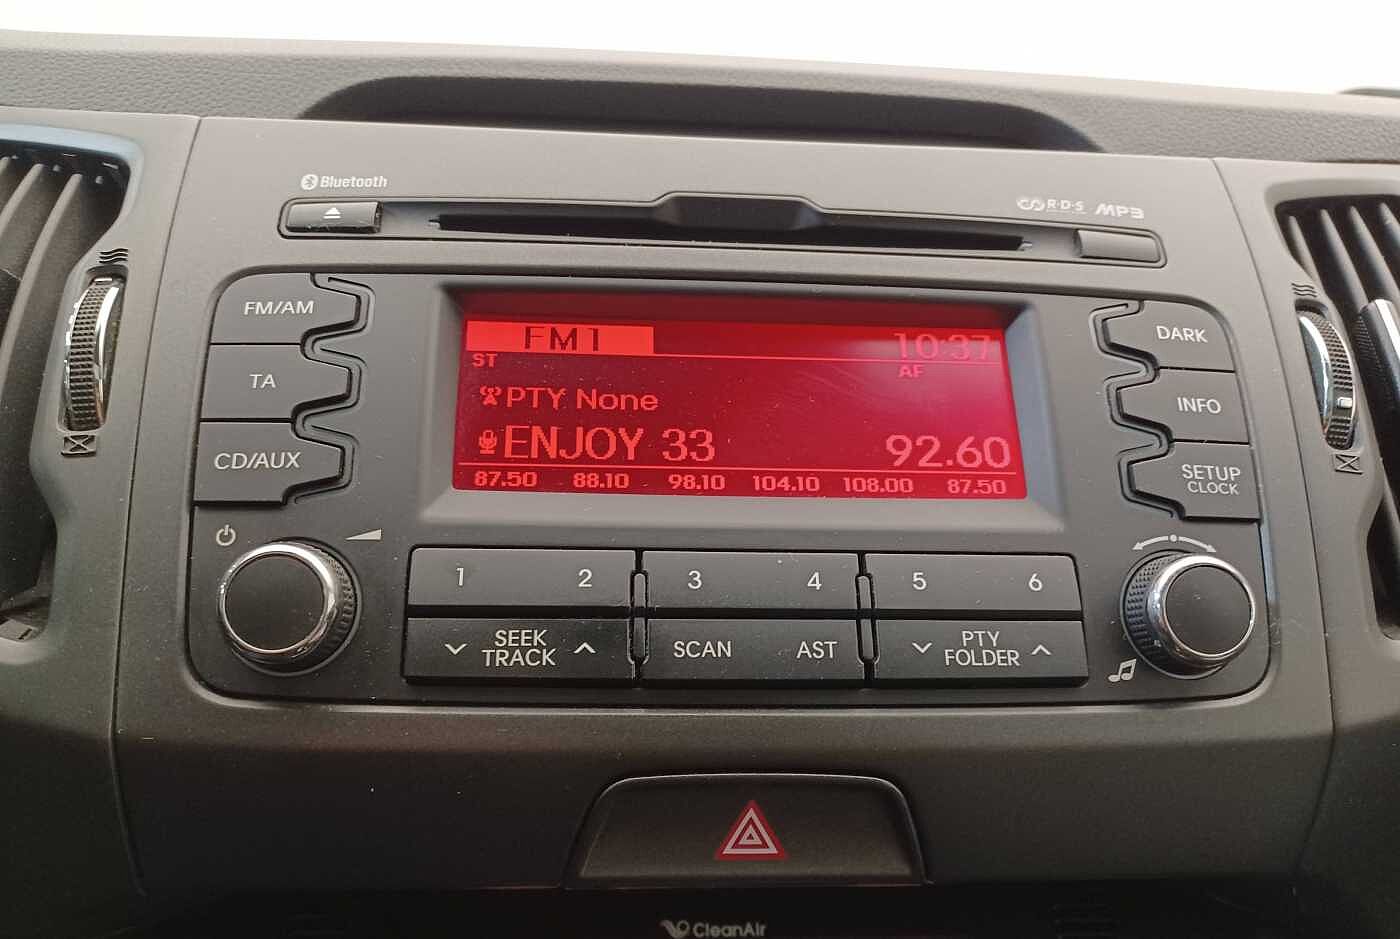 Bluetooth
R·D·S MP3
FM/AM
TA
CD/AUX
FM1 10:37
ST AF
PTY None
ENJOY 33 92.60
87.50 88.10 98.10 104.10 108.00 87.50
DARK
INFO
SETUP
CLOCK
1 2 3 4 5 6
SEEK
TRACK
SCAN
AST
PTY
FOLDER
CleanAir